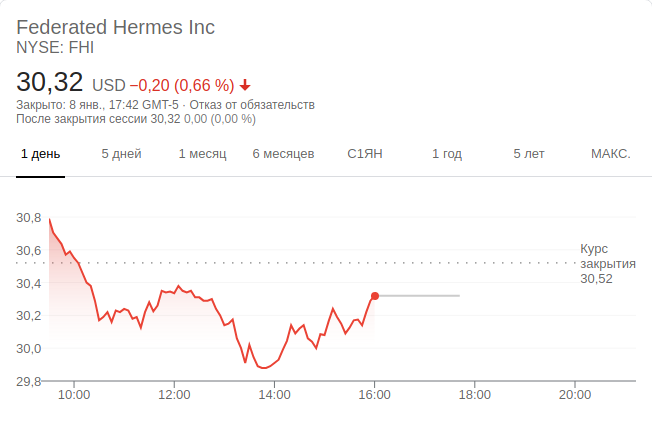 Federated Hermes Inc
NYSE: FHI
30,32 USD −0,20 (0,66 %)
Закрыто: 8 янв., 17:42 GMT-5 · Отказ от обязательств
После закрытия сессии 30,32 0,00 (0,00 %)
1 день 5 дней 1 месяц 6 месяцев С1ЯН 1 год 5 лет МАКС.
30,8
30,6
30,4
30,2
30,0
29,8
Курс
закрытия
30,52
10:00 12:00 14:00 16:00 18:00 20:00